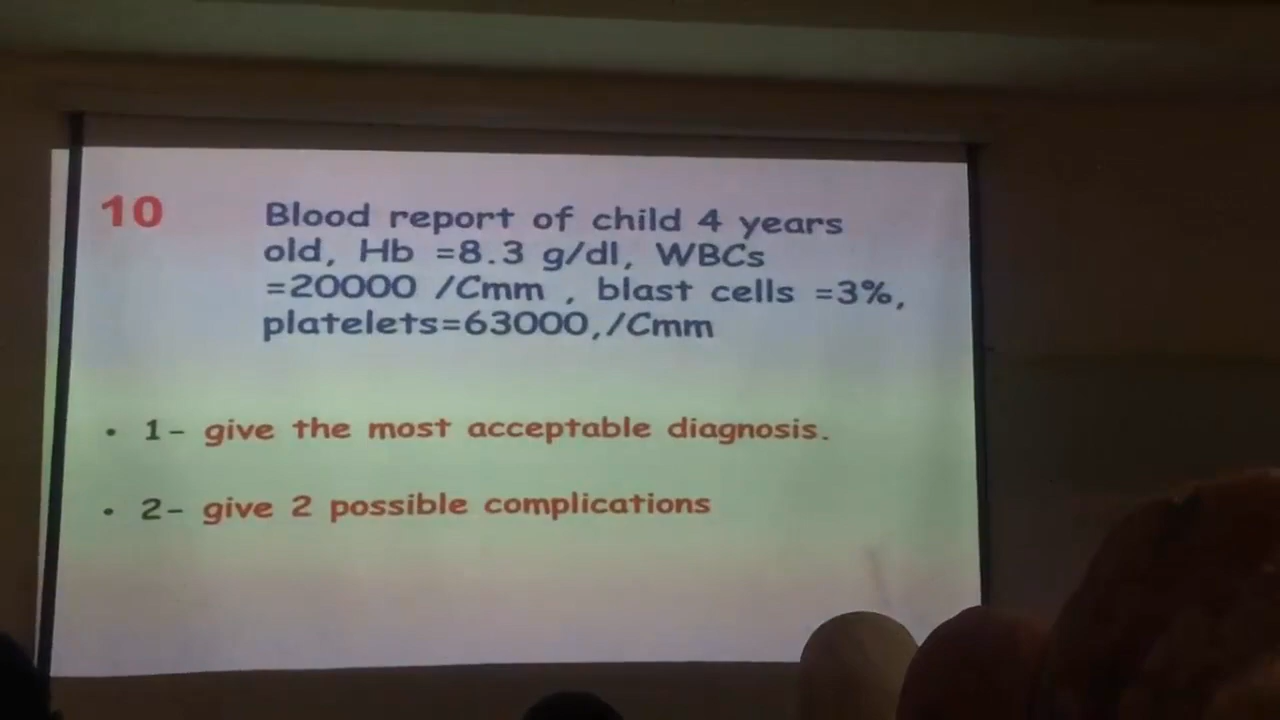 10 Blood report of child 4 years
old, Hb =8.3 g/dl, WBCs
=20000 /Cmm , blast cells =3%,
platelets=63000,/Cmm
• 1- give the most acceptable diagnosis.
• 2- give 2 possible complications